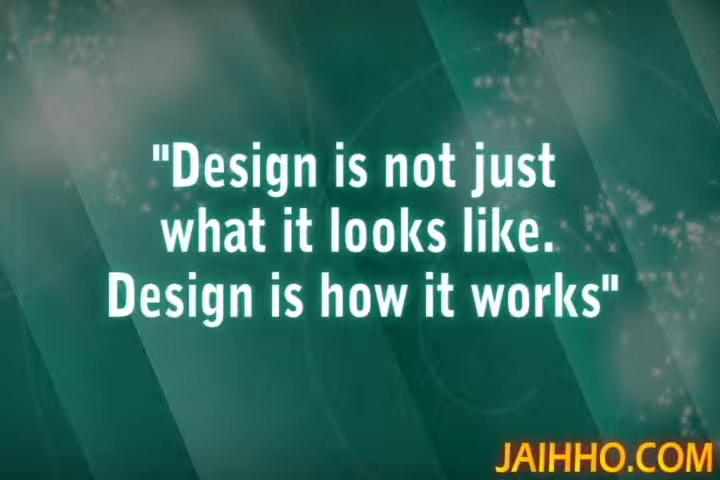 "Design is not just
what it looks like.
Design is how it works"
JAIHHO.COM